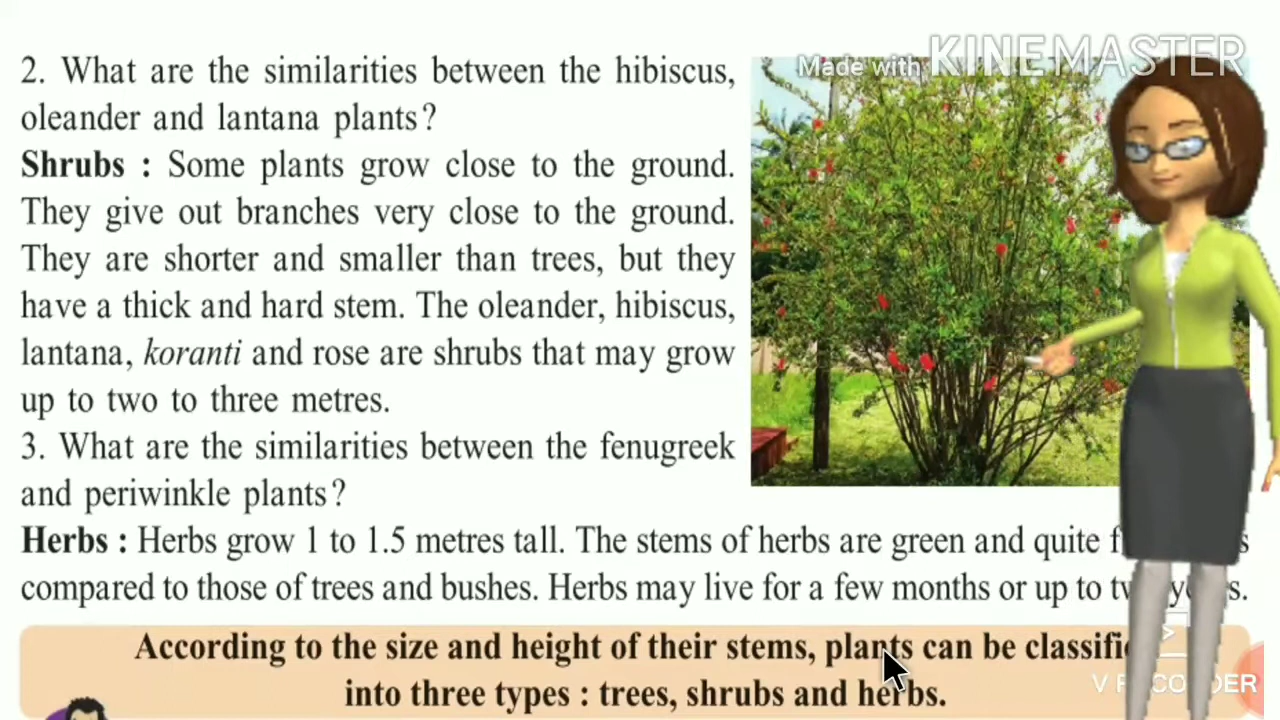 Made with KINEMASTER
2. What are the similarities between the hibiscus,
oleander and lantana plants?
Shrubs : Some plants grow close to the ground.
They give out branches very close to the ground.
They are shorter and smaller than trees, but they
have a thick and hard stem. The oleander, hibiscus,
lantana, koranti and rose are shrubs that may grow
up to two to three metres.
3. What are the similarities between the fenugreek
and periwinkle plants?
Herbs : Herbs grow 1 to 1.5 metres tall. The stems of herbs are green and quite
compared to those of trees and bushes. Herbs may live for a few months or up to
According to the size and height of their stems, plants can be
into three types : trees, shrubs and herbs.